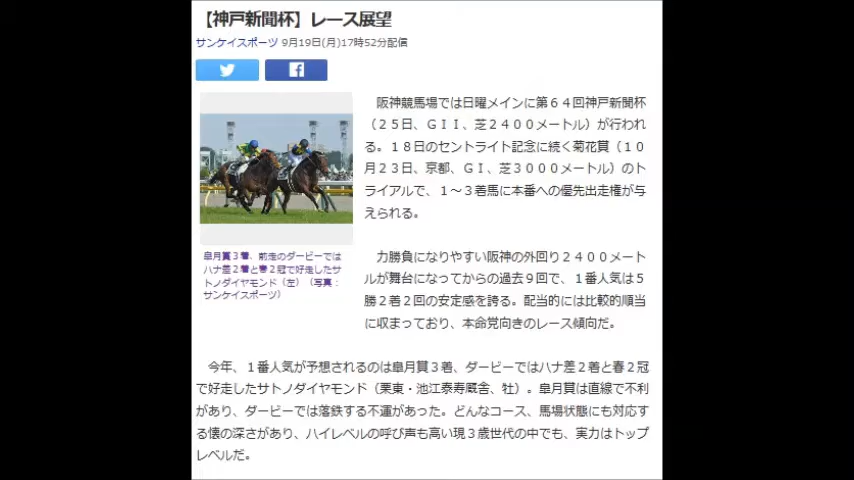 【神戸新聞杯】レース展望
サンケイスポーツ 9月19日(月)17時52分配信
阪神競馬場では日曜メインに第６４回神戸新聞杯
（２５日、ＧＩＩ、芝２４００メートル）が行われ
る。１８日のセントライト記念に続く菊花賞（１０
月２３日、京都、ＧＩ、芝３０００メートル）のト
ライアルで、１～３着馬に本番への優先出走権が与
えられる。
皐月賞３着、前走のダービーでは
ハナ差２着と春２冠で好走したサ
トノダイヤモンド（左）（写真：
サンケイスポーツ）
力勝負になりやすい阪神の外回り２４００メート
ルが舞台になってからの過去９回で、１番人気は５
勝２着２回の安定感を誇る。配当的には比較的順当
に収まっており、本命党向きのレース傾向だ。
今年、１番人気が予想されるのは皐月賞３着、ダービーではハナ差２着と春２冠
で好走したサトノダイヤモンド（栗東・池江泰寿厩舎、牡）。皐月賞は直線で不利
があり、ダービーでは落鉄する不運があった。どんなコース、馬場状態にも対応す
る懐の深さがあり、ハイレベルの呼び声も高い現３歳世代の中でも、実力はトップ
レベルだ。